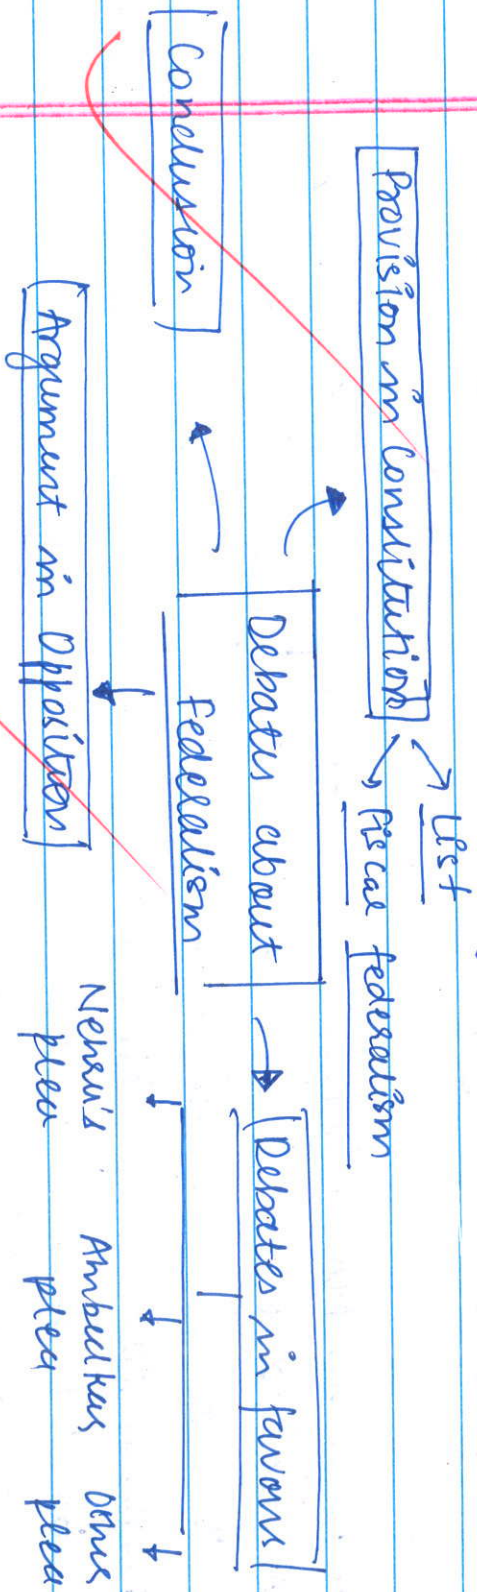 Provision in Constitution
List
Fiscal federalism
Conclusion
Debates about
Federalism
Debates in favour
Argument in Opposition
Nehru's
plea
Ambedkar
plea
Other
plea